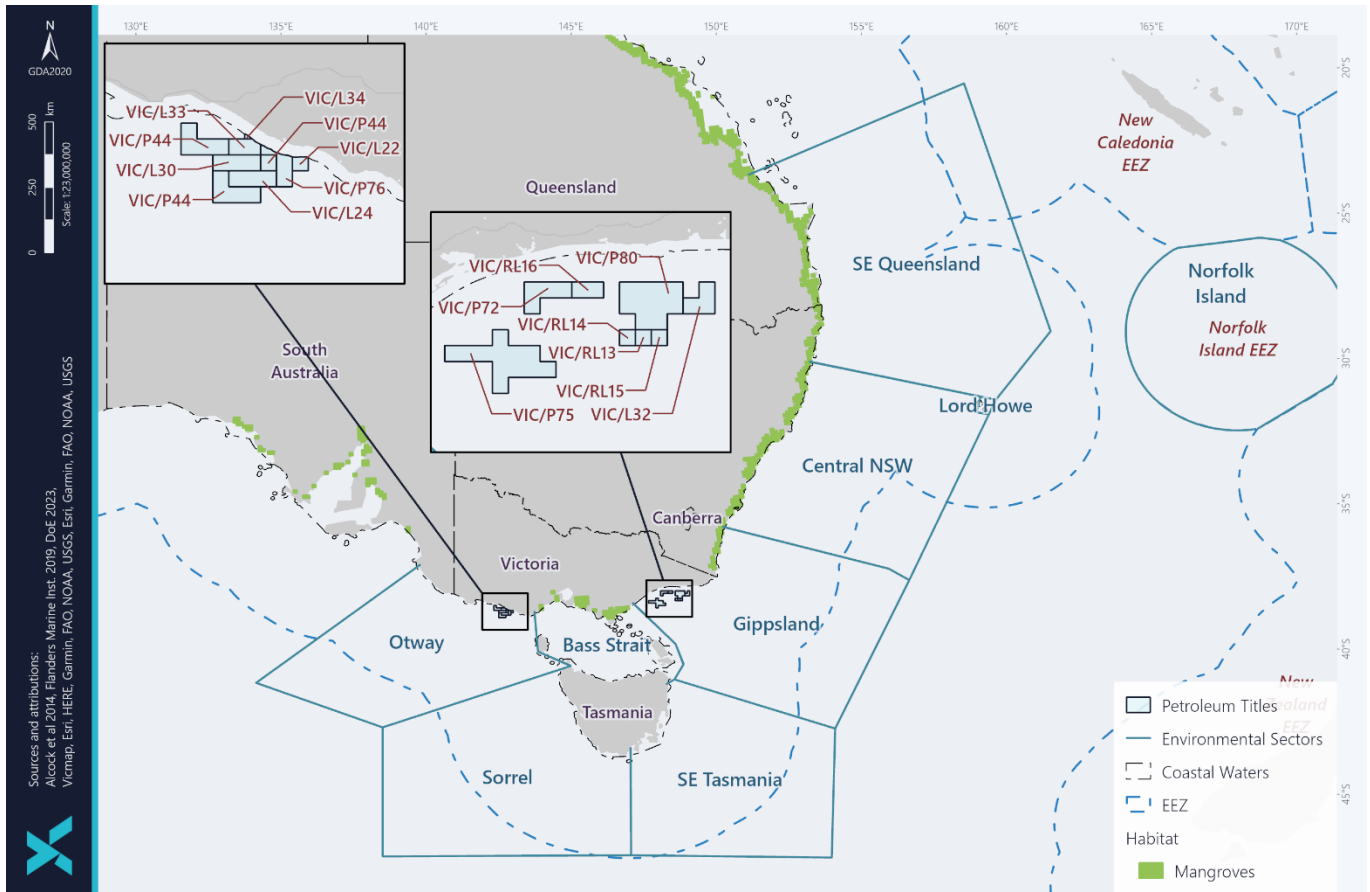 N
GDA2020
km
500
250
0
Scale: 1:23,000,000
Sources and attributions:
Alcock et al 2014, Flanders Marine Inst. 2019, DoE 2023,
Vicmap, Esri, HERE, Garmin, FAO, NOAA, USGS, Esri, Garmin, FAO, NOAA, USGS
130°E
135°E
140°E
145°E
150°E
155°E
160°E
165°E
170°E
20°S
25°S
30°S
35°S
40°S
45°S
VIC/L34
VIC/L33
VIC/P44
VIC/P44
VIC/L22
VIC/L30
VIC/P76
VIC/P44
VIC/L24
VIC/P80
VIC/RL16
VIC/P72
VIC/RL14
VIC/RL13
VIC/RL15
VIC/P75
VIC/L32
Queensland
South
Australia
Canberra
Victoria
Tasmania
New
Caledonia
EEZ
SE Queensland
Norfolk
Island
Norfolk
Island EEZ
Lord Howe
Central NSW
Gippsland
Otway
Bass Strait
Sorrel
SE Tasmania
New
Zealand
EEZ
Petroleum Titles
Environmental Sectors
Coastal Waters
EEZ
Habitat
Mangroves